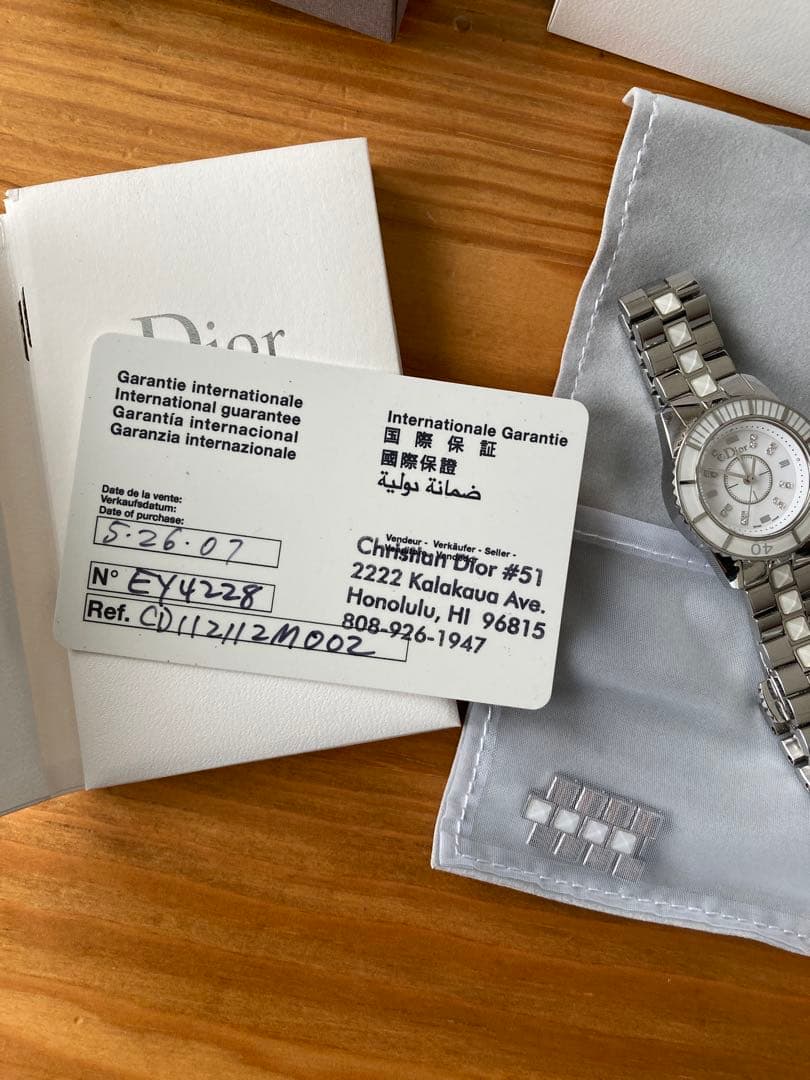 Dior
Garantie internationale
International guarantee
Garantía internacional
Garanzia internazionale
Internationale Garantie
国際保証
國際保證
ضمانة دولية
Date de la vente:
Verkaufsdatum:
Date of purchase:
5·26·07
N° EY4228
Ref. CD112112M002
Vendeur - Verkäufer - Seller -
Christian Dior #51
2222 Kalakaua Ave.
Honolulu, HI 96815
808-926-1947
Dior
40